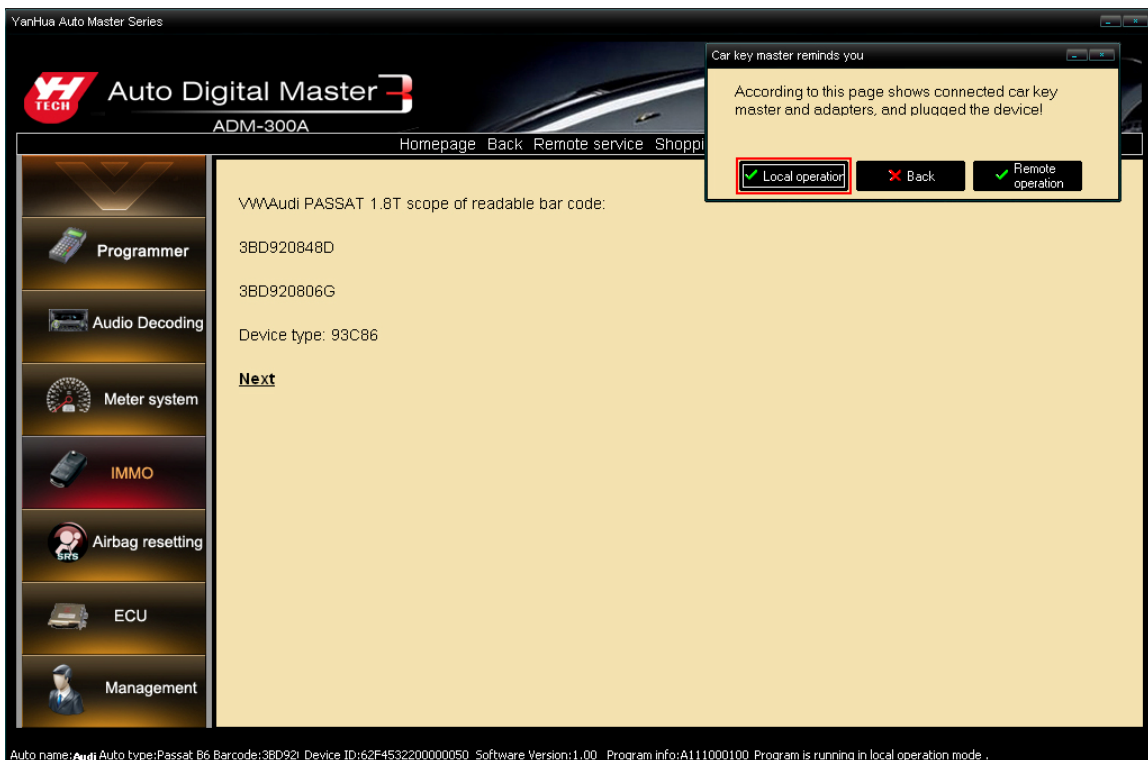 YanHua Auto Master Series
YH
TECH
Auto Digital Master 3
ADM-300A
Homepage Back Remote service Shoppi
Car key master reminds you
According to this page shows connected car key
master and adapters, and plugged the device!
Local operation
Back
Remote
operation
Programmer
Audio Decoding
Meter system
IMMO
SRS
Airbag resetting
ECU
Management
VW\Audi PASSAT 1.8T scope of readable bar code:
3BD920848D
3BD920806G
Device type: 93C86
Next
Auto name:Audi Auto type:Passat B6 Barcode:3BD92 Device ID:62F4532200000050 Software Version:1.00 Program info:A111000100 Program is running in local operation mode .